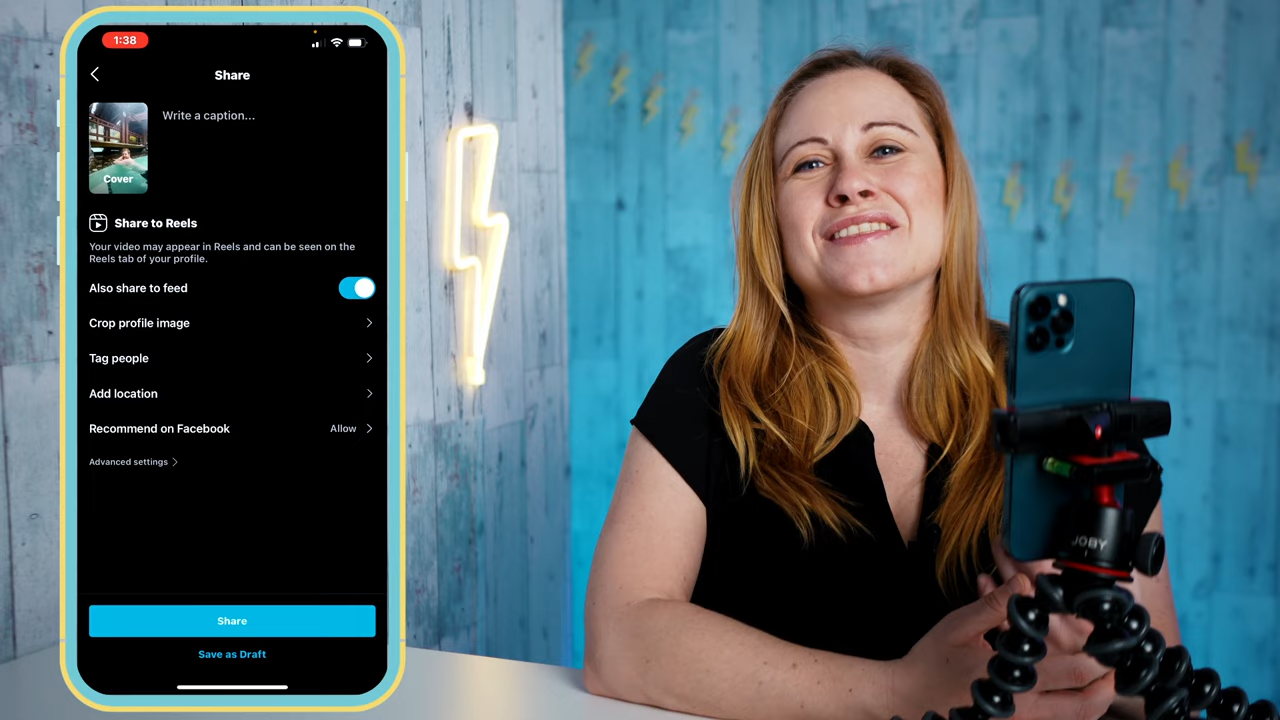 1:38
Share
Write a caption...
Cover
Share to Reels
Your video may appear in Reels and can be seen on the
Reels tab of your profile.
Also share to feed
Crop profile image
Tag people
Add location
Recommend on Facebook Allow
Advanced settings
Share
Save as Draft
JOBY